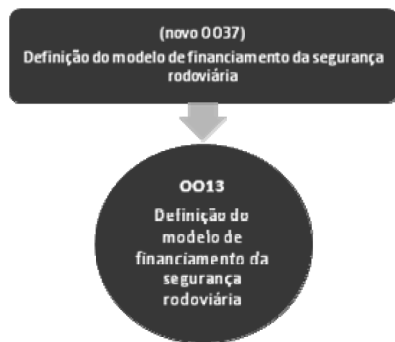 (novo OO37)
Definição do modelo de financiamento da segurança
rodoviária
OO13
Definição do
modelo de
financiamento da
segurança
rodoviária